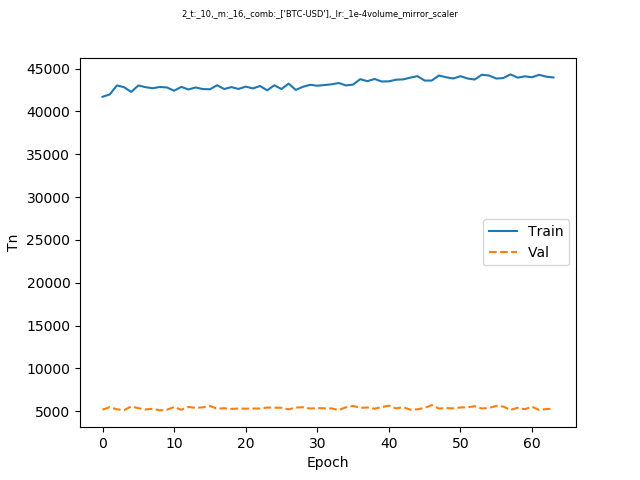 2_t:_10,_m:_16,_comb:_['BTC-USD'],_lr:_1e-4volume_mirror_scaler
45000
40000
35000
30000
25000
20000
15000
10000
5000
Tn
Train
Val
0 10 20 30 40 50 60
Epoch